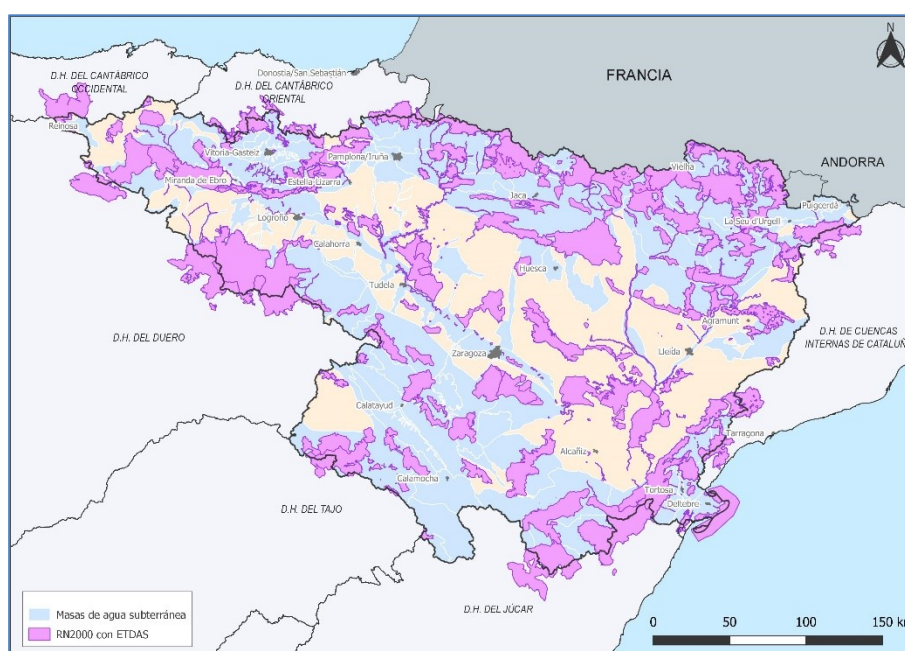 N
Donostia/San Sebastián
D.H. DEL CANTÁBRICO
OCCIDENTAL
D.H. DEL CANTÁBRICO
ORIENTAL
FRANCIA
Reinosa
Vitoria-Gasteiz
Pamplona/Iruña
ANDORRA
Vielha
Miranda de Ebro
Estella-Lizarra
Jaca
Puigcerdá
La Seu d'Urgell
Logroño
Calahorra
Huesca
Tudela
Agramunt
D.H. DEL DUERO
Zaragoza
Lleida
D.H. DE CUENCAS
INTERNAS DE CATALUÑ
Calatayud
Tarragona
Alcañiz
Calamocha
Tortosa
Deltebre
D.H. DEL TAJO
D.H. DEL JÚCAR
Masas de agua subterránea
RN2000 con ETDAS
0 50 100 150 km